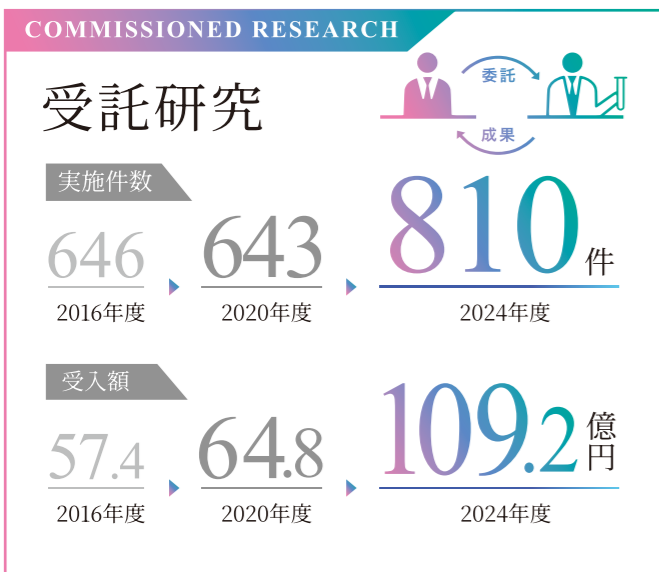 COMMISSIONED RESEARCH
受託研究
委託
成果
実施件数
646
643
810件
2016年度
2020年度
2024年度
受入額
57.4
64.8
109.2億円
2016年度
2020年度
2024年度